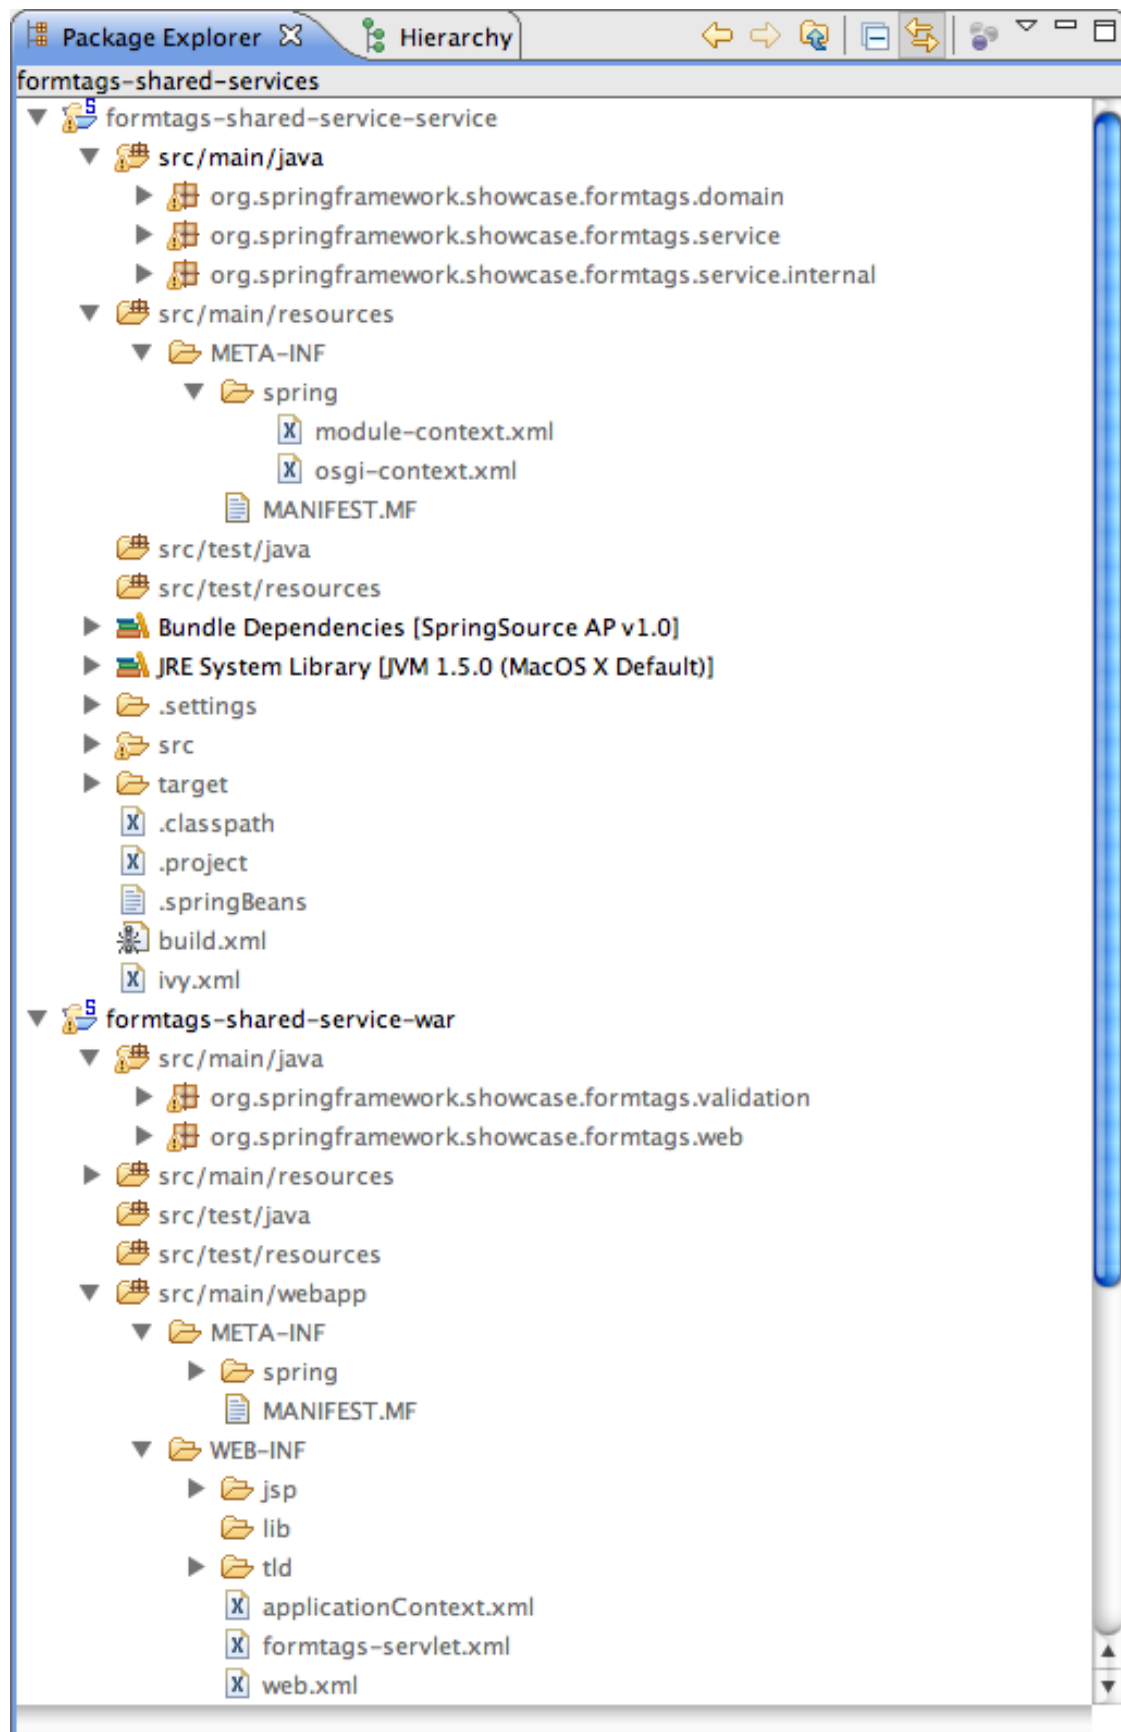 Package Explorer Hierarchy
formtags-shared-services
formtags-shared-service-service
src/main/java
org.springframework.showcase.formtags.domain
org.springframework.showcase.formtags.service
org.springframework.showcase.formtags.service.internal
src/main/resources
META-INF
spring
module-context.xml
osgi-context.xml
MANIFEST.MF
src/test/java
src/test/resources
Bundle Dependencies [SpringSource AP v1.0]
JRE System Library [JVM 1.5.0 (MacOS X Default)]
.settings
src
target
.classpath
.project
.springBeans
build.xml
ivy.xml
formtags-shared-service-war
src/main/java
org.springframework.showcase.formtags.validation
org.springframework.showcase.formtags.web
src/main/resources
src/test/java
src/test/resources
src/main/webapp
META-INF
spring
MANIFEST.MF
WEB-INF
jsp
lib
tld
applicationContext.xml
formtags-servlet.xml
web.xml